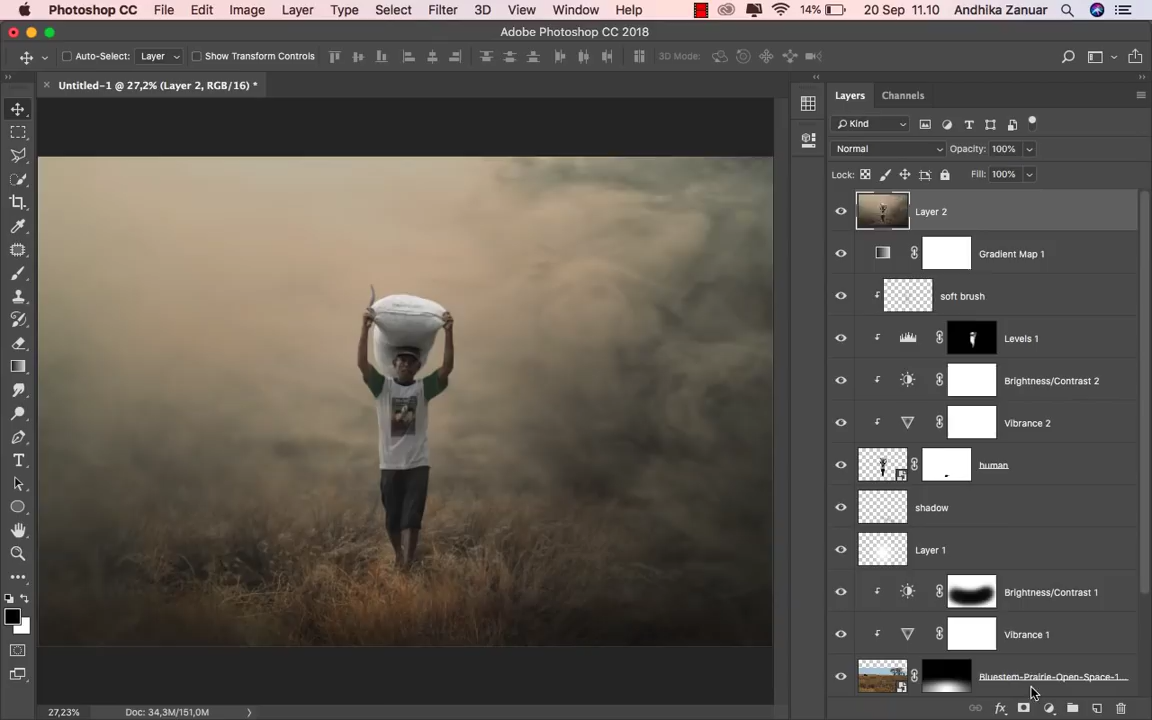 Photoshop CC File Edit Image Layer Type Select Filter 3D View Window Help 14% 20 Sep 11.10 Andhika Zanuar
Adobe Photoshop CC 2018
Auto-Select: Layer Show Transform Controls 3D Mode:
Untitled-1 @ 27,2% (Layer 2, RGB/16) *
Layers Channels
Kind
Normal Opacity: 100%
Lock: Fill: 100%
Layer 2
Gradient Map 1
soft brush
Levels 1
Brightness/Contrast 2
Vibrance 2
human
shadow
Layer 1
Brightness/Contrast 1
Vibrance 1
Bluestem-Prairie-Open-Space-1...
27,23% Doc: 34,3M/151,0M